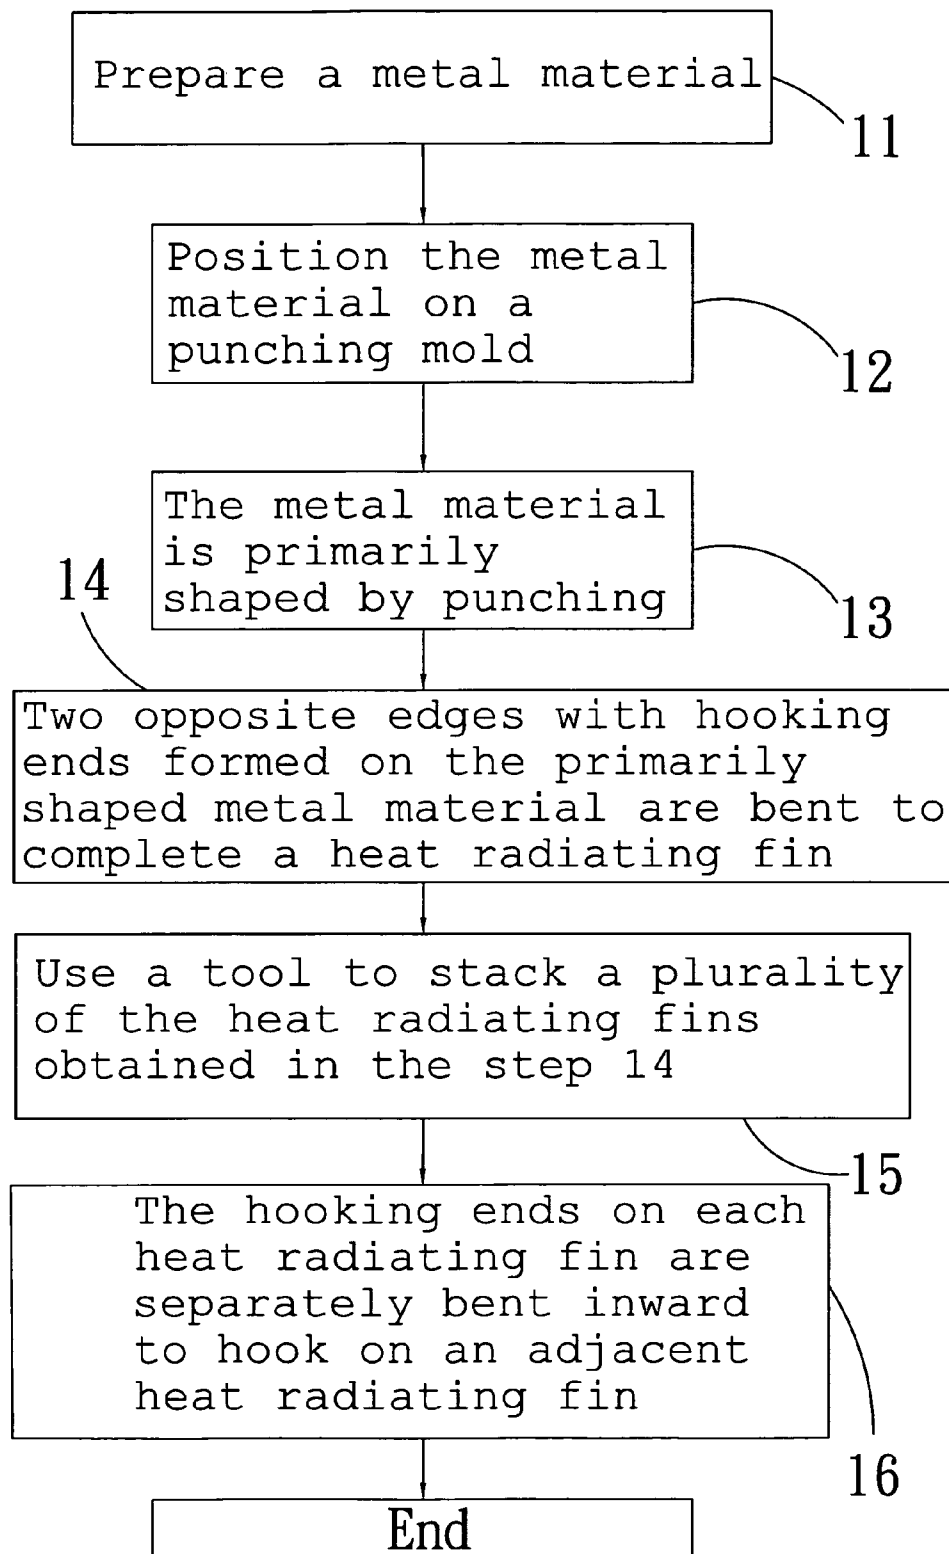 Prepare a metal material
11
Position the metal
material on a
punching mold
12
The metal material
is primarily
shaped by punching
13
14
Two opposite edges with hooking
ends formed on the primarily
shaped metal material are bent to
complete a heat radiating fin
Use a tool to stack a plurality
of the heat radiating fins
obtained in the step 14
15
The hooking ends on each
heat radiating fin are
separately bent inward
to hook on an adjacent
heat radiating fin
16
End